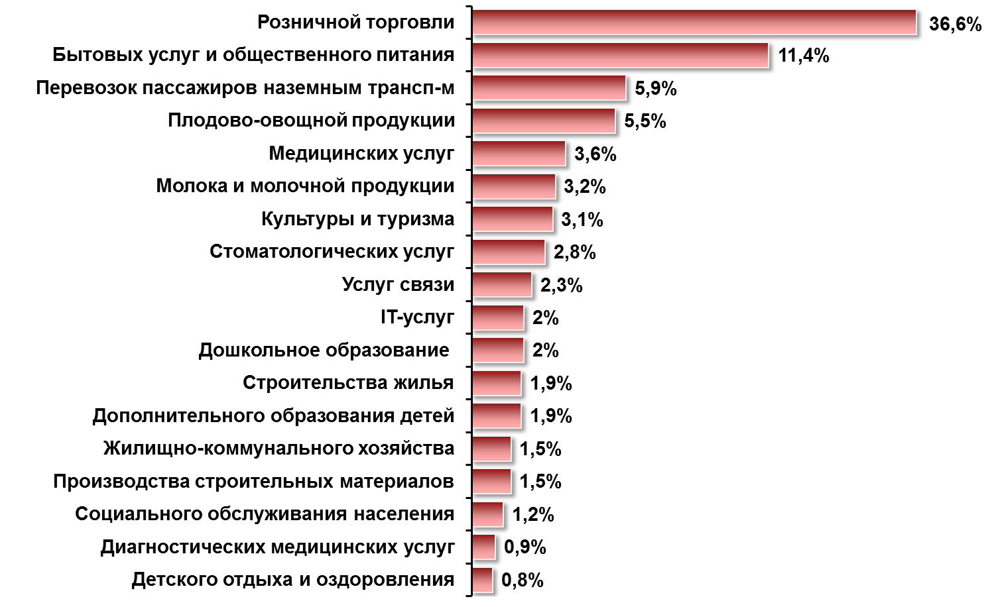 Розничной торговли 36,6%
Бытовых услуг и общественного питания 11,4%
Перевозок пассажиров наземным трансп-м 5,9%
Плодово-овощной продукции 5,5%
Медицинских услуг 3,6%
Молока и молочной продукции 3,2%
Культуры и туризма 3,1%
Стоматологических услуг 2,8%
Услуг связи 2,3%
IT-услуг 2%
Дошкольное образование 2%
Строительства жилья 1,9%
Дополнительного образования детей 1,9%
Жилищно-коммунального хозяйства 1,5%
Производства строительных материалов 1,5%
Социального обслуживания населения 1,2%
Диагностических медицинских услуг 0,9%
Детского отдыха и оздоровления 0,8%